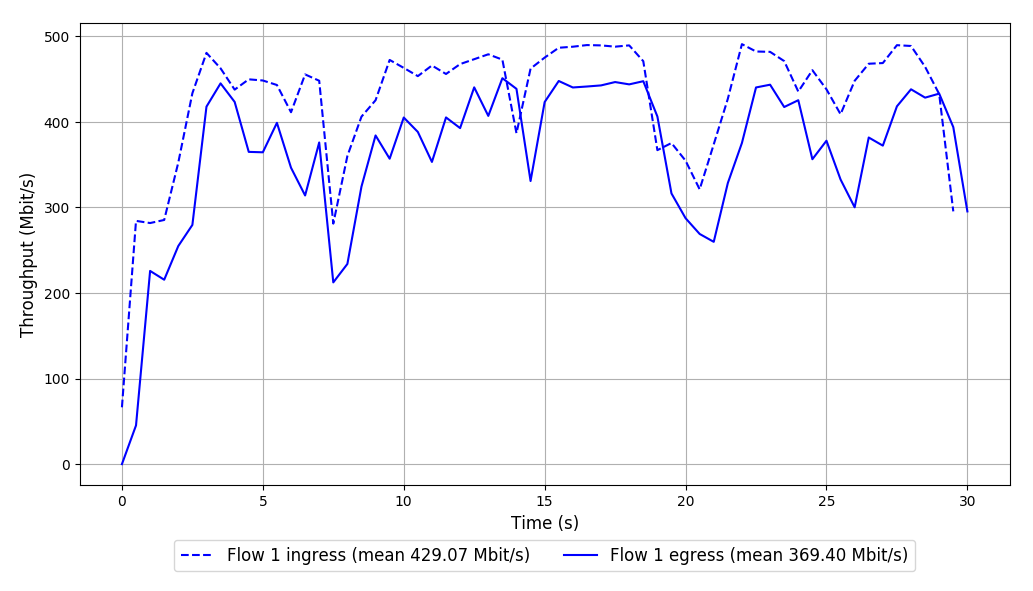 500
400
300
200
100
0
Throughput (Mbit/s)
0 5 10 15 20 25 30
Time (s)
Flow 1 ingress (mean 429.07 Mbit/s) Flow 1 egress (mean 369.40 Mbit/s)